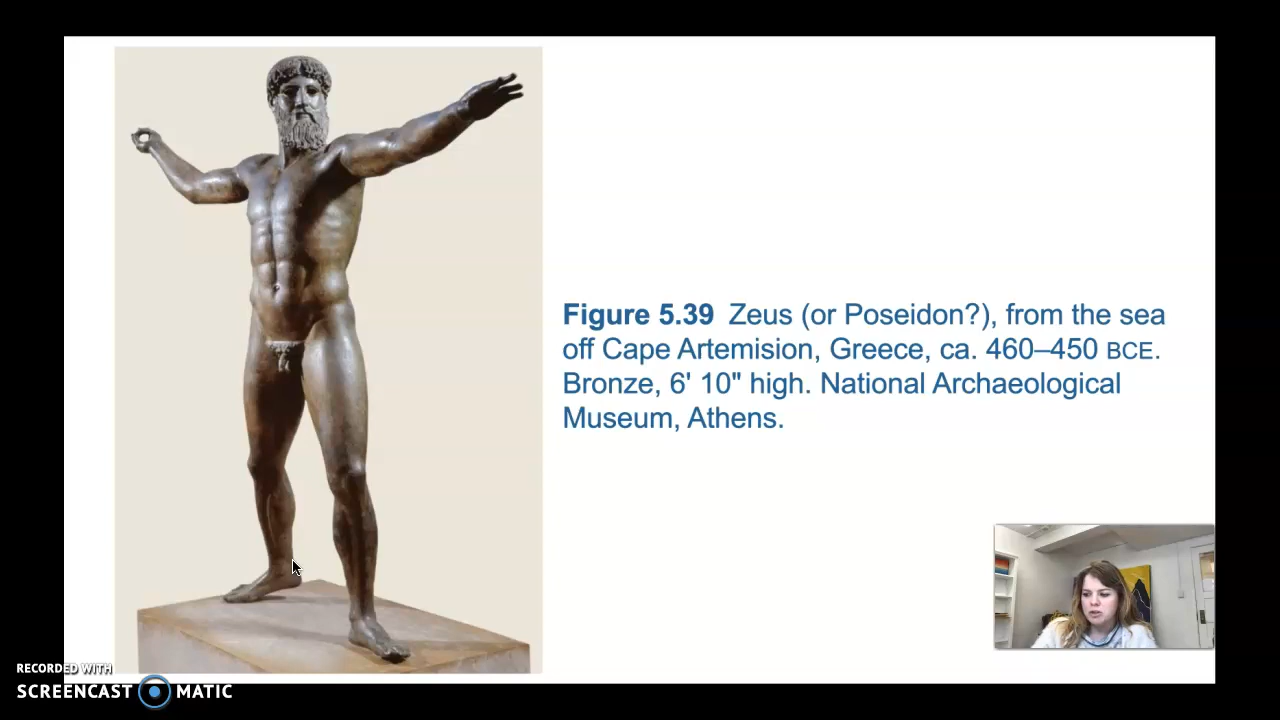 Figure 5.39 Zeus (or Poseidon?), from the sea
off Cape Artemision, Greece, ca. 460–450 BCE.
Bronze, 6' 10" high. National Archaeological
Museum, Athens.
RECORDED WITH
SCREENCAST MATIC